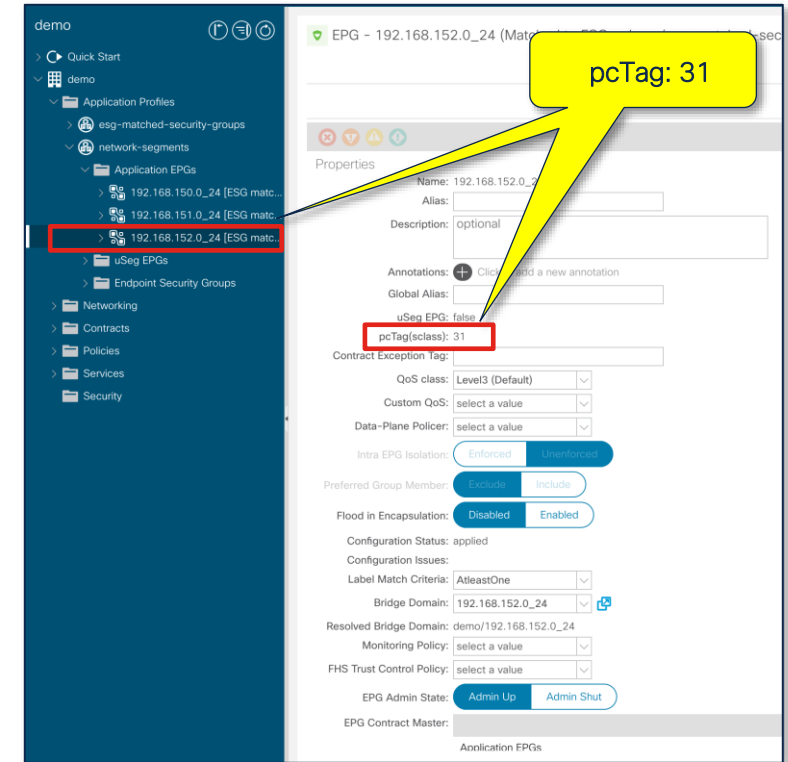 demo
Quick Start
demo
Application Profiles
esg-matched-security-groups
network-segments
Application EPGs
192.168.150.0_24 [ESG matc...
192.168.151.0_24 [ESG matc..
192.168.152.0_24 [ESG matc..
uSeg EPGs
Endpoint Security Groups
Networking
Contracts
Policies
Services
Security
EPG - 192.168.152.0_24 (Matched
pcTag: 31
Properties
Name: 192.168.152.0_2
Alias:
Description: optional
Annotations: Click add a new annotation
Global Alias:
uSeg EPG: false
pcTag(sclass): 31
Contract Exception Tag:
QoS class: Level3 (Default)
Custom QoS: select a value
Data-Plane Policer: select a value
Intra EPG Isolation: Enforced Unenforced
Preferred Group Member: Exclude Include
Flood in Encapsulation: Disabled Enabled
Configuration Status: applied
Configuration Issues:
Label Match Criteria: AtleastOne
Bridge Domain: 192.168.152.0_24
Resolved Bridge Domain: demo/192.168.152.0_24
Monitoring Policy: select a value
FHS Trust Control Policy: select a value
EPG Admin State: Admin Up Admin Shut
EPG Contract Master:
Application EPGs